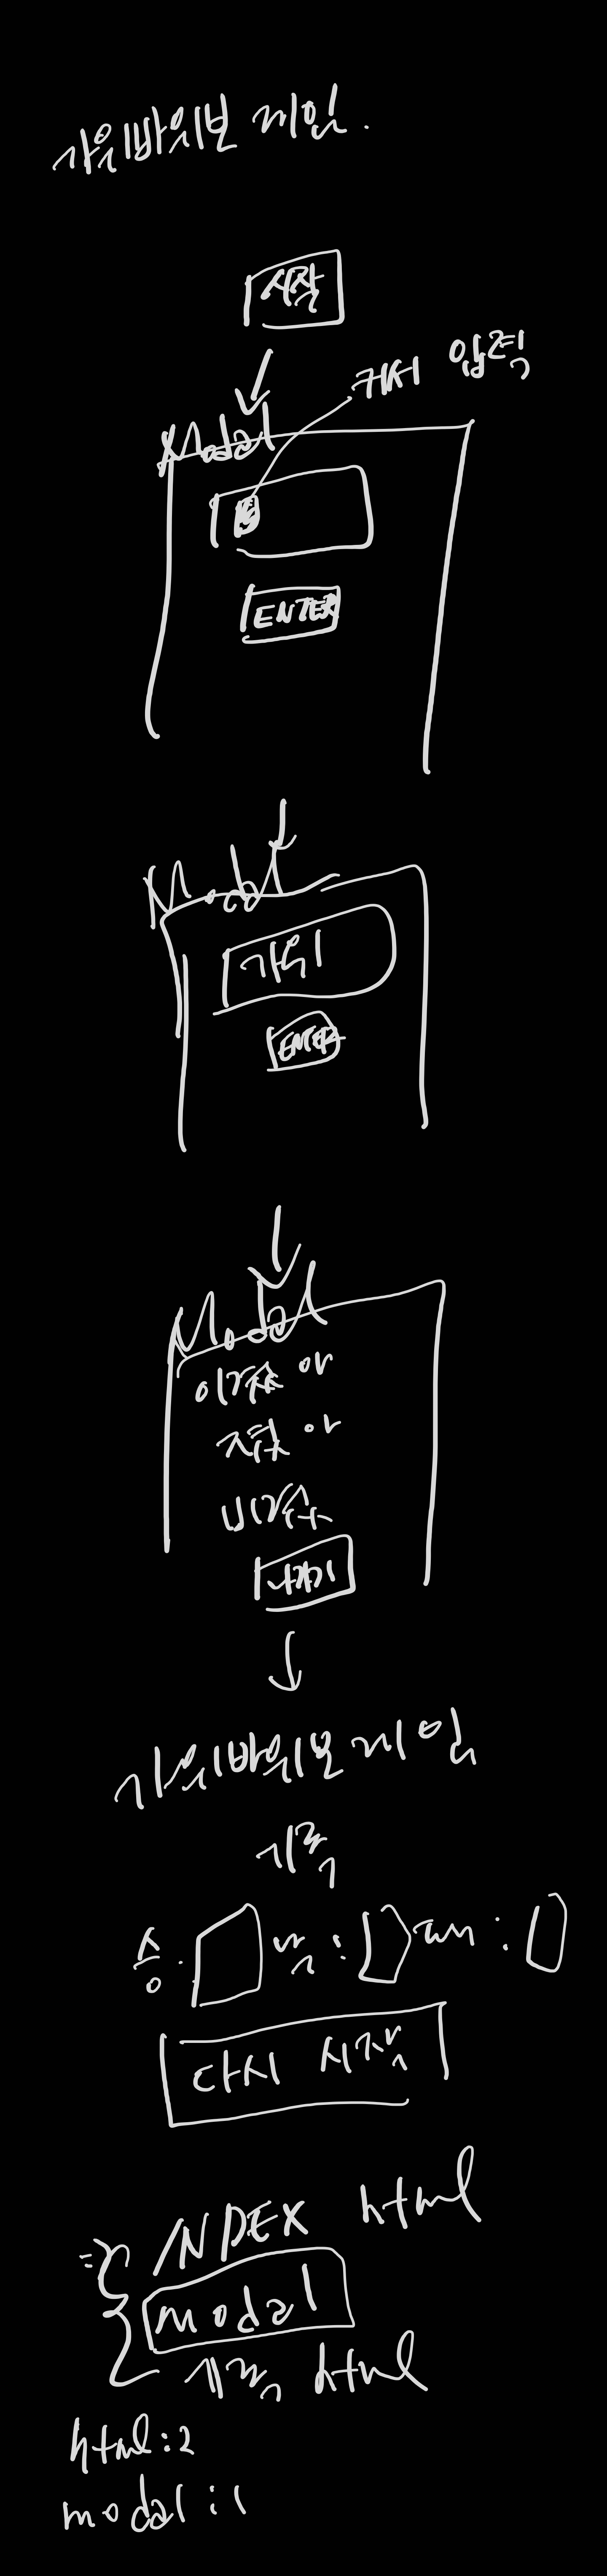 가위바위보 게임.
시작
커서 입력
Modal
ENTER
Modal
가위
ENTER
Modal
이겼습니다
졌습니다
비겼습니다
나가기
가위바위보 게임
기록
승: 패: 무:
다시 시작
INDEX html
modal
기록 html
html:2
modal:1